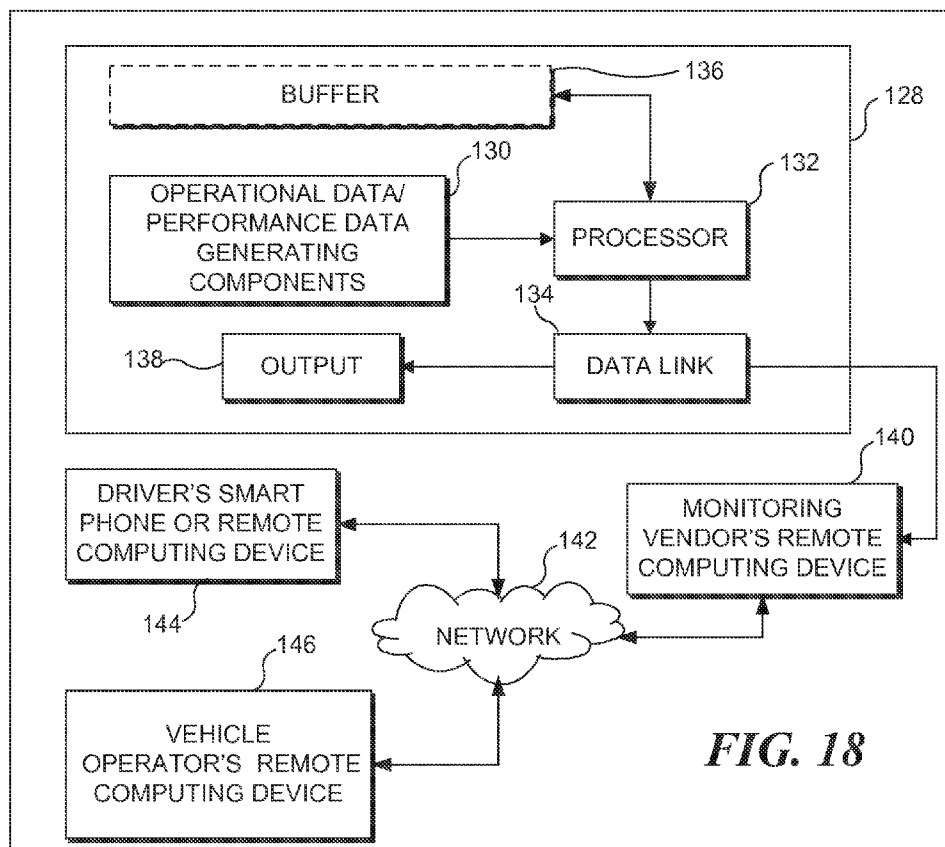 136
BUFFER
128
130
132
OPERATIONAL DATA/
PERFORMANCE DATA
GENERATING
COMPONENTS
PROCESSOR
134
138
OUTPUT
DATA LINK
140
DRIVER'S SMART
PHONE OR REMOTE
COMPUTING DEVICE
MONITORING
VENDOR'S REMOTE
COMPUTING DEVICE
142
144
NETWORK
146
VEHICLE
OPERATOR'S REMOTE
COMPUTING DEVICE
FIG. 18